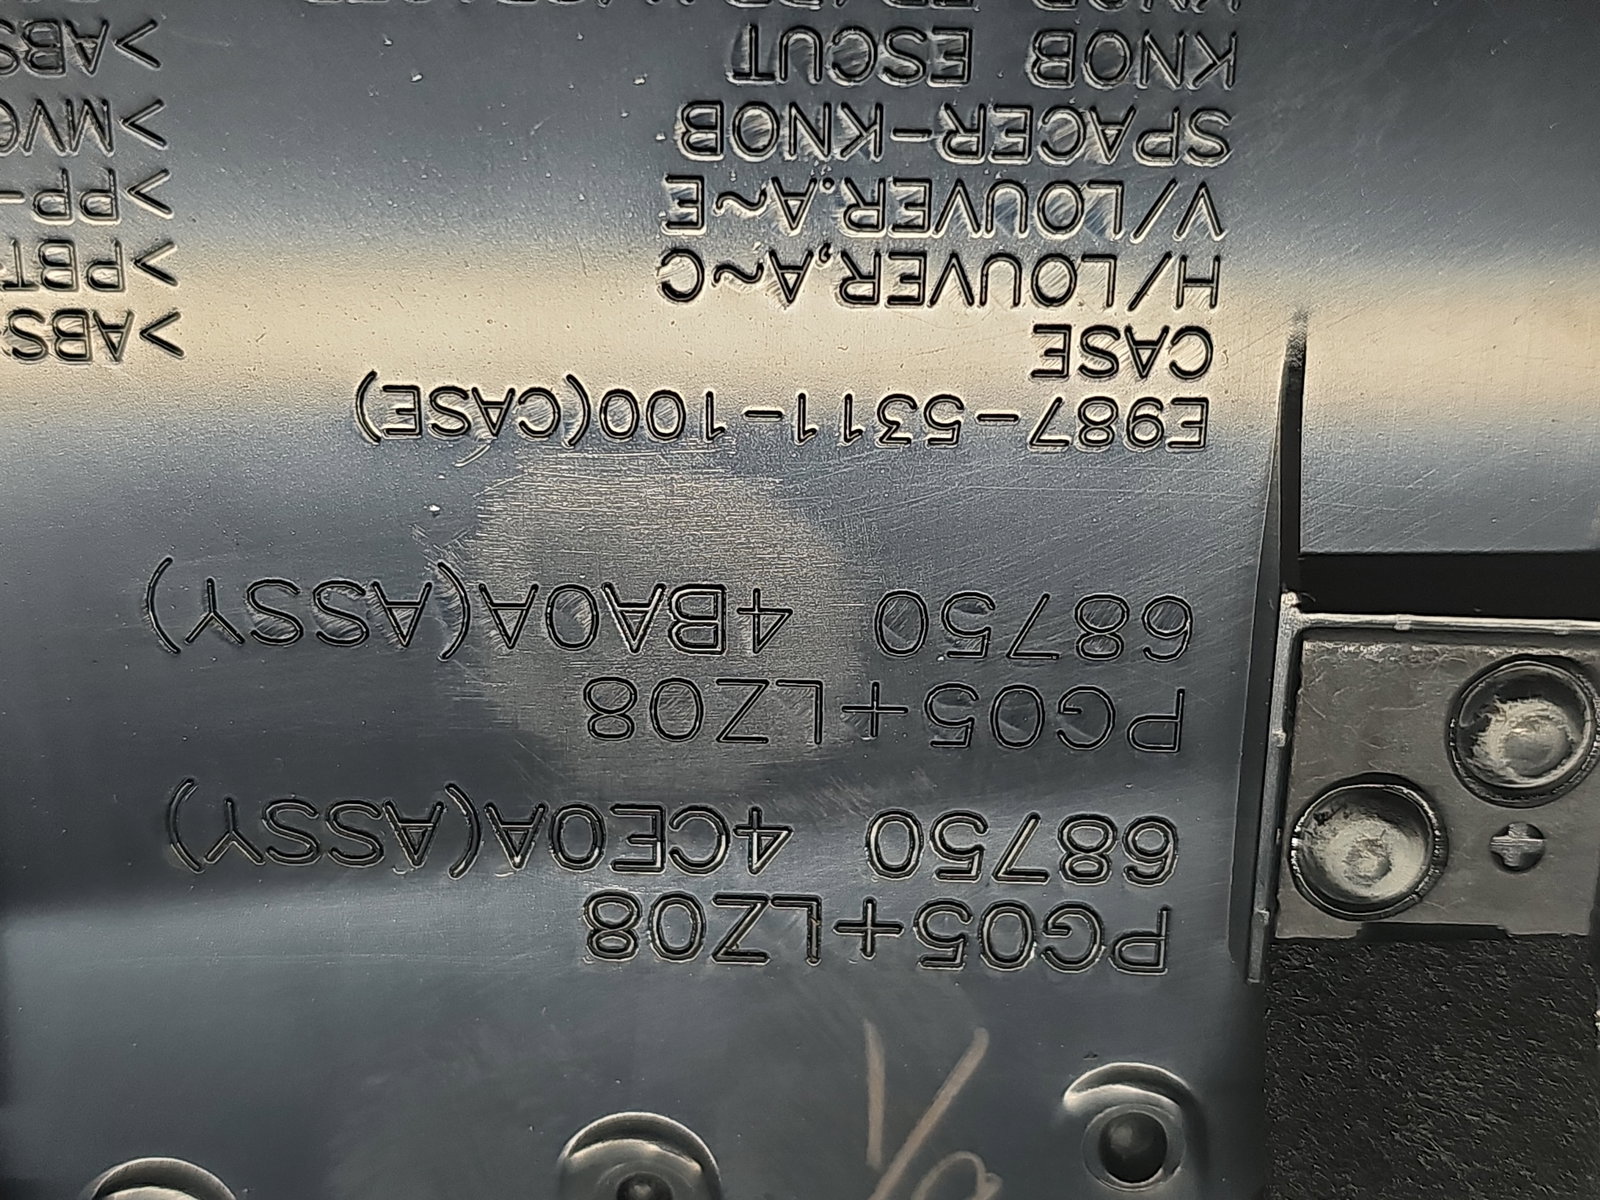 PG05+LZ08
68750 4CE0A(ASSY)
PG05+LZ08
68750 4BA0A(ASSY)
E987-5311-100(CASE)
CASE >ABS
H/LOUVER,A~C >PBT
V/LOUVER.A~E >PP-
SPACER-KNOB
KNOB ESCUT >ABS
KNOB